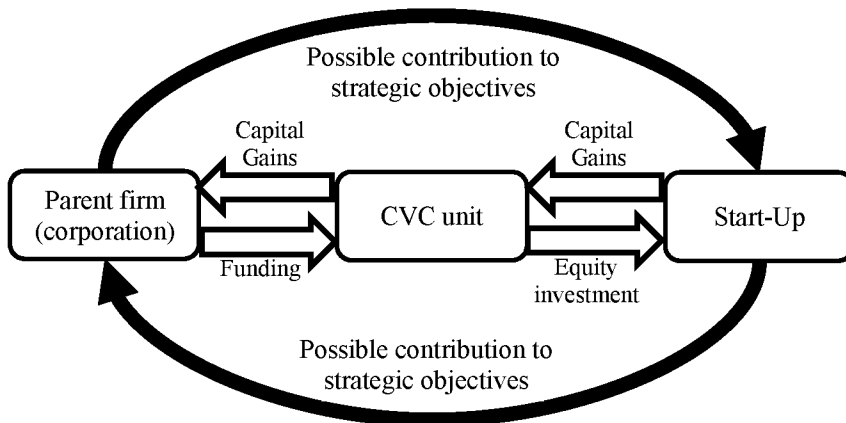 Possible contribution to
strategic objectives
Capital
Gains
Capital
Gains
Parent firm
(corporation)
CVC unit
Start-Up
Funding
Equity
investment
Possible contribution to
strategic objectives